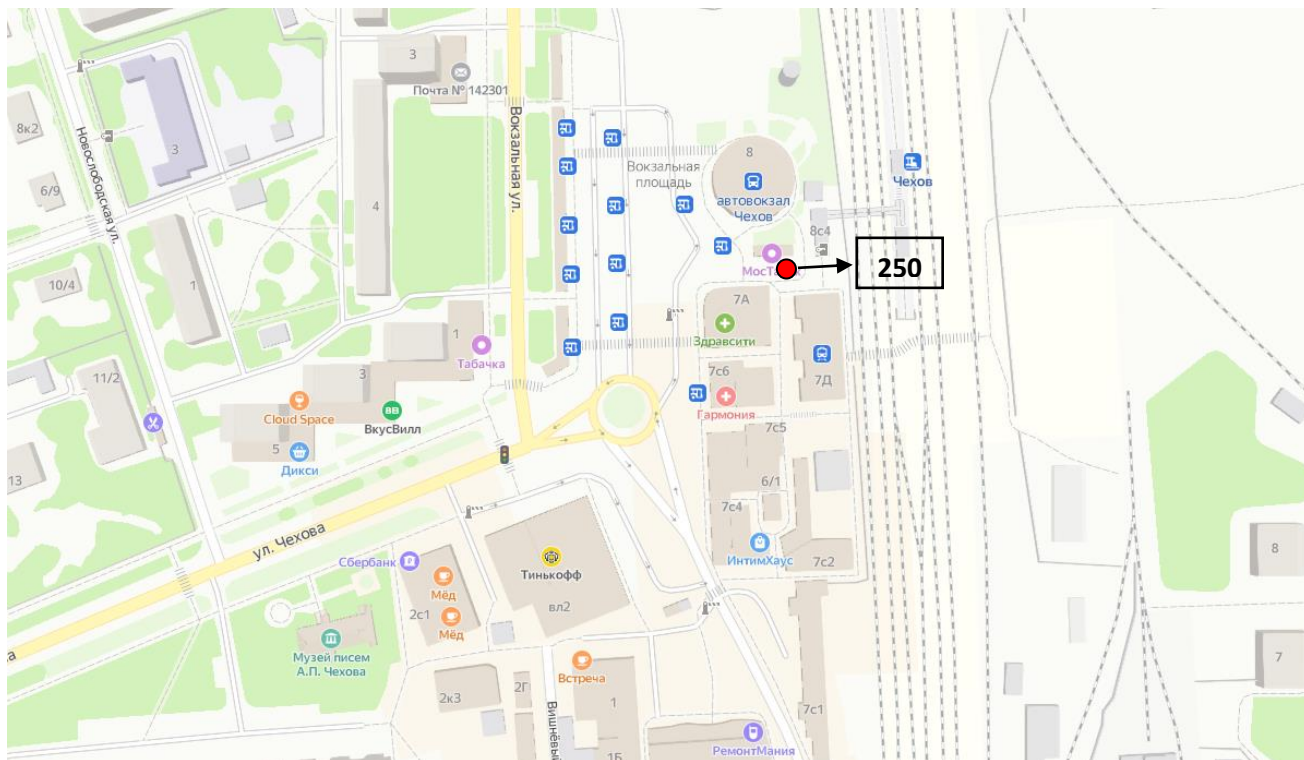 3
Почта № 142301
8к2
3
Новослободская ул.
Вокзальная ул.
Вокзальная
площадь
8
автовокзал
Чехов
Чехов
6/9
4
8с4
250
10/4
1
7А
1
Здравсити
Табачка
7с6
7Д
11/2
3
Cloud Space
ВВ
ВкусВилл
Гармония
7с5
5
Дикси
13
6/1
7с4
ул. Чехова
Сбербанк
Тинькофф
ИнтимХаус
7с2
8
Мёд
вл2
2с1
Мёд
Музей писем
А.П. Чехова
Встреча
7
2к3
2Г
1
Вишнёвый
7с1
РемонтМания
1Б